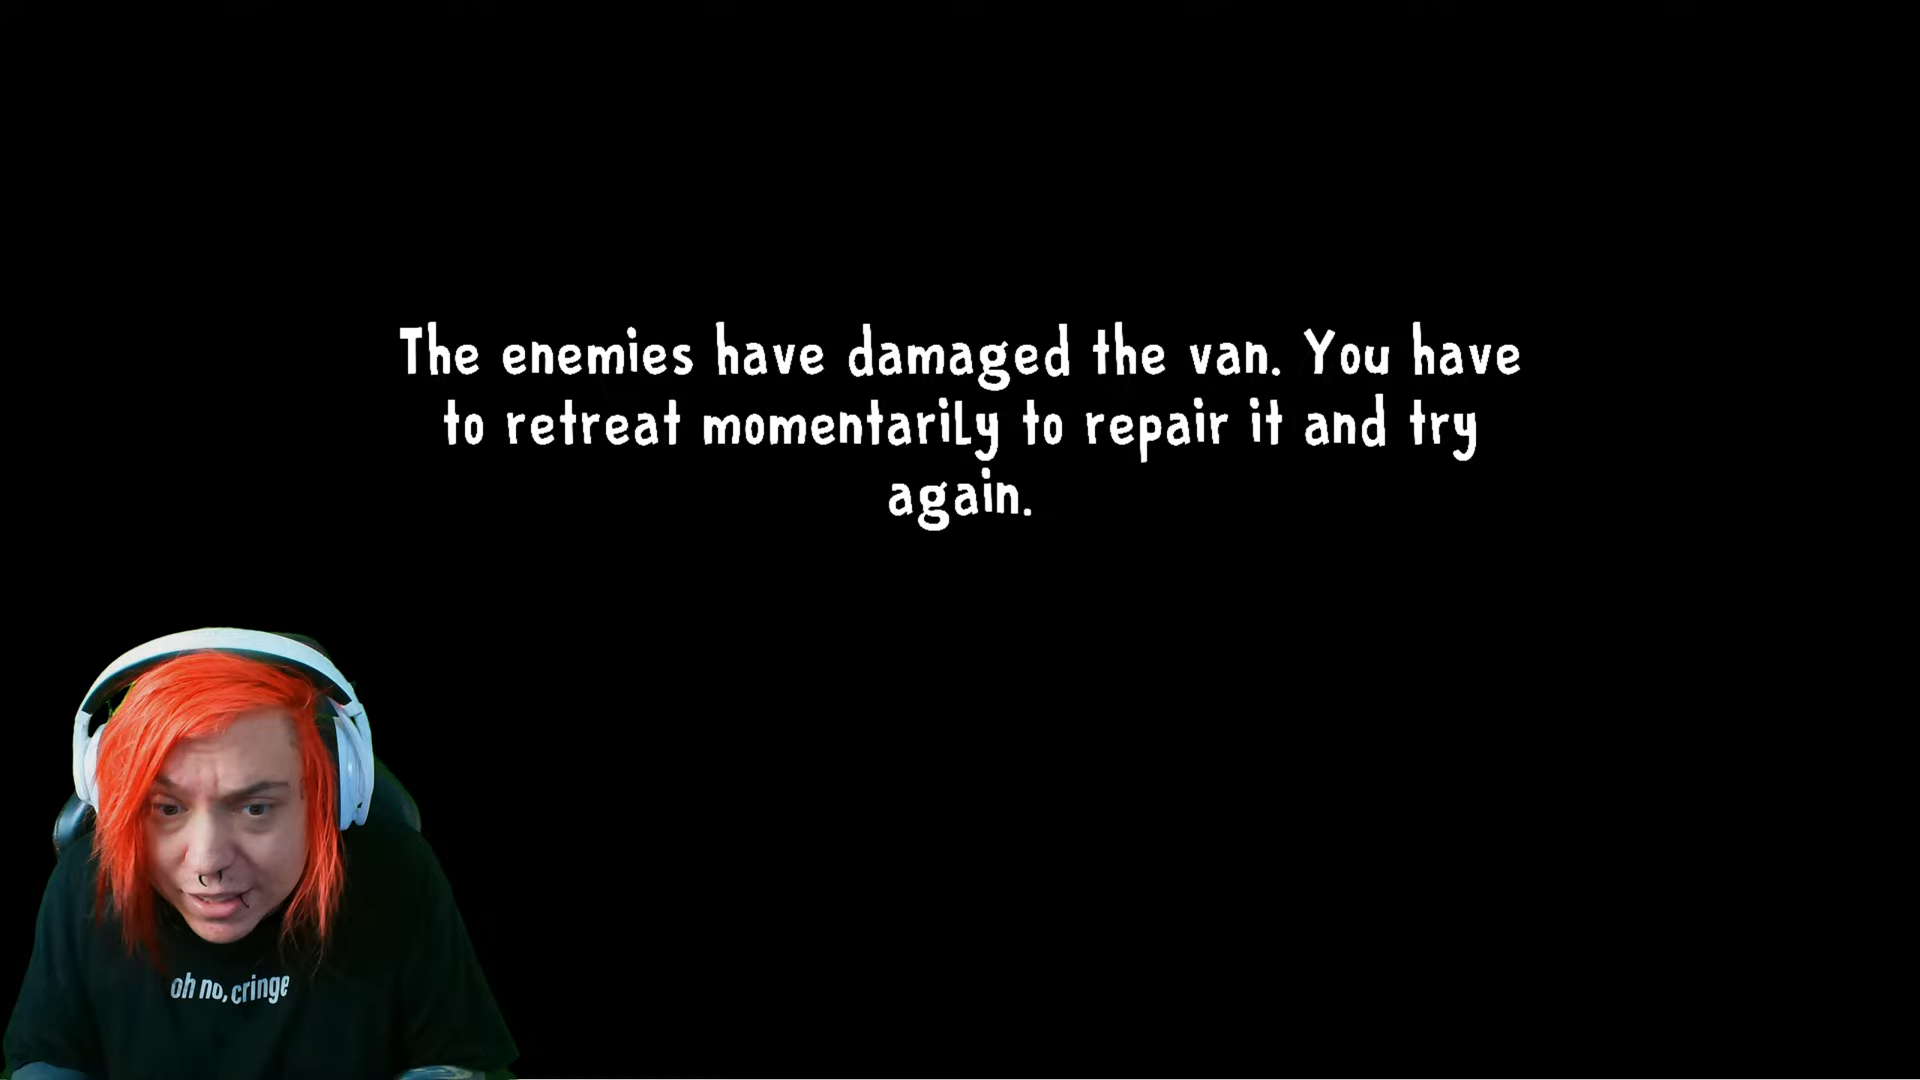 The enemies have damaged the van. You have
to retreat momentarily to repair it and try
again.
oh no, cringe